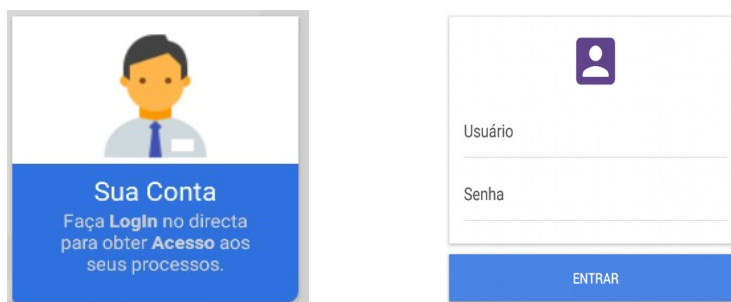 Sua Conta
Faça LogIn no directa
para obter Acesso aos
seus processos.
Usuário
Senha
ENTRAR